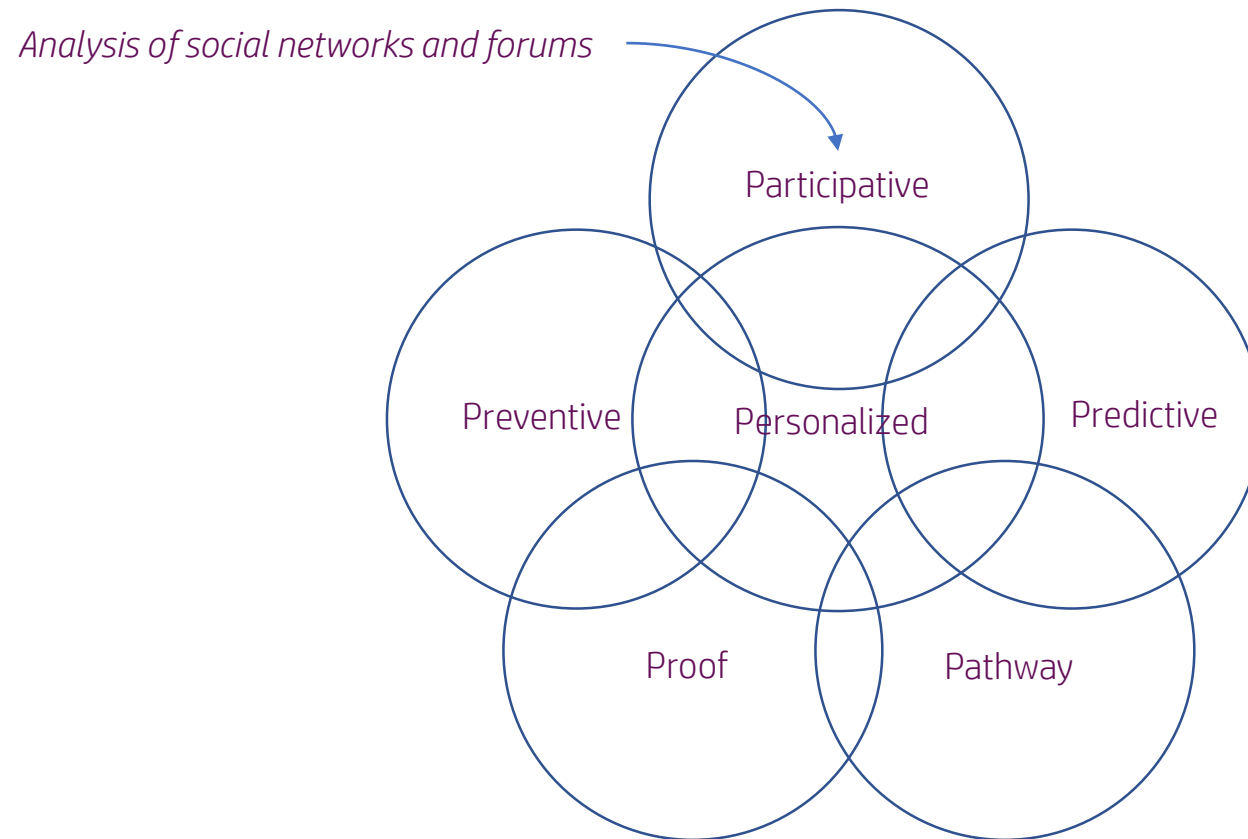 Analysis of social networks and forums
Participative
Preventive
Personalized
Predictive
Proof
Pathway